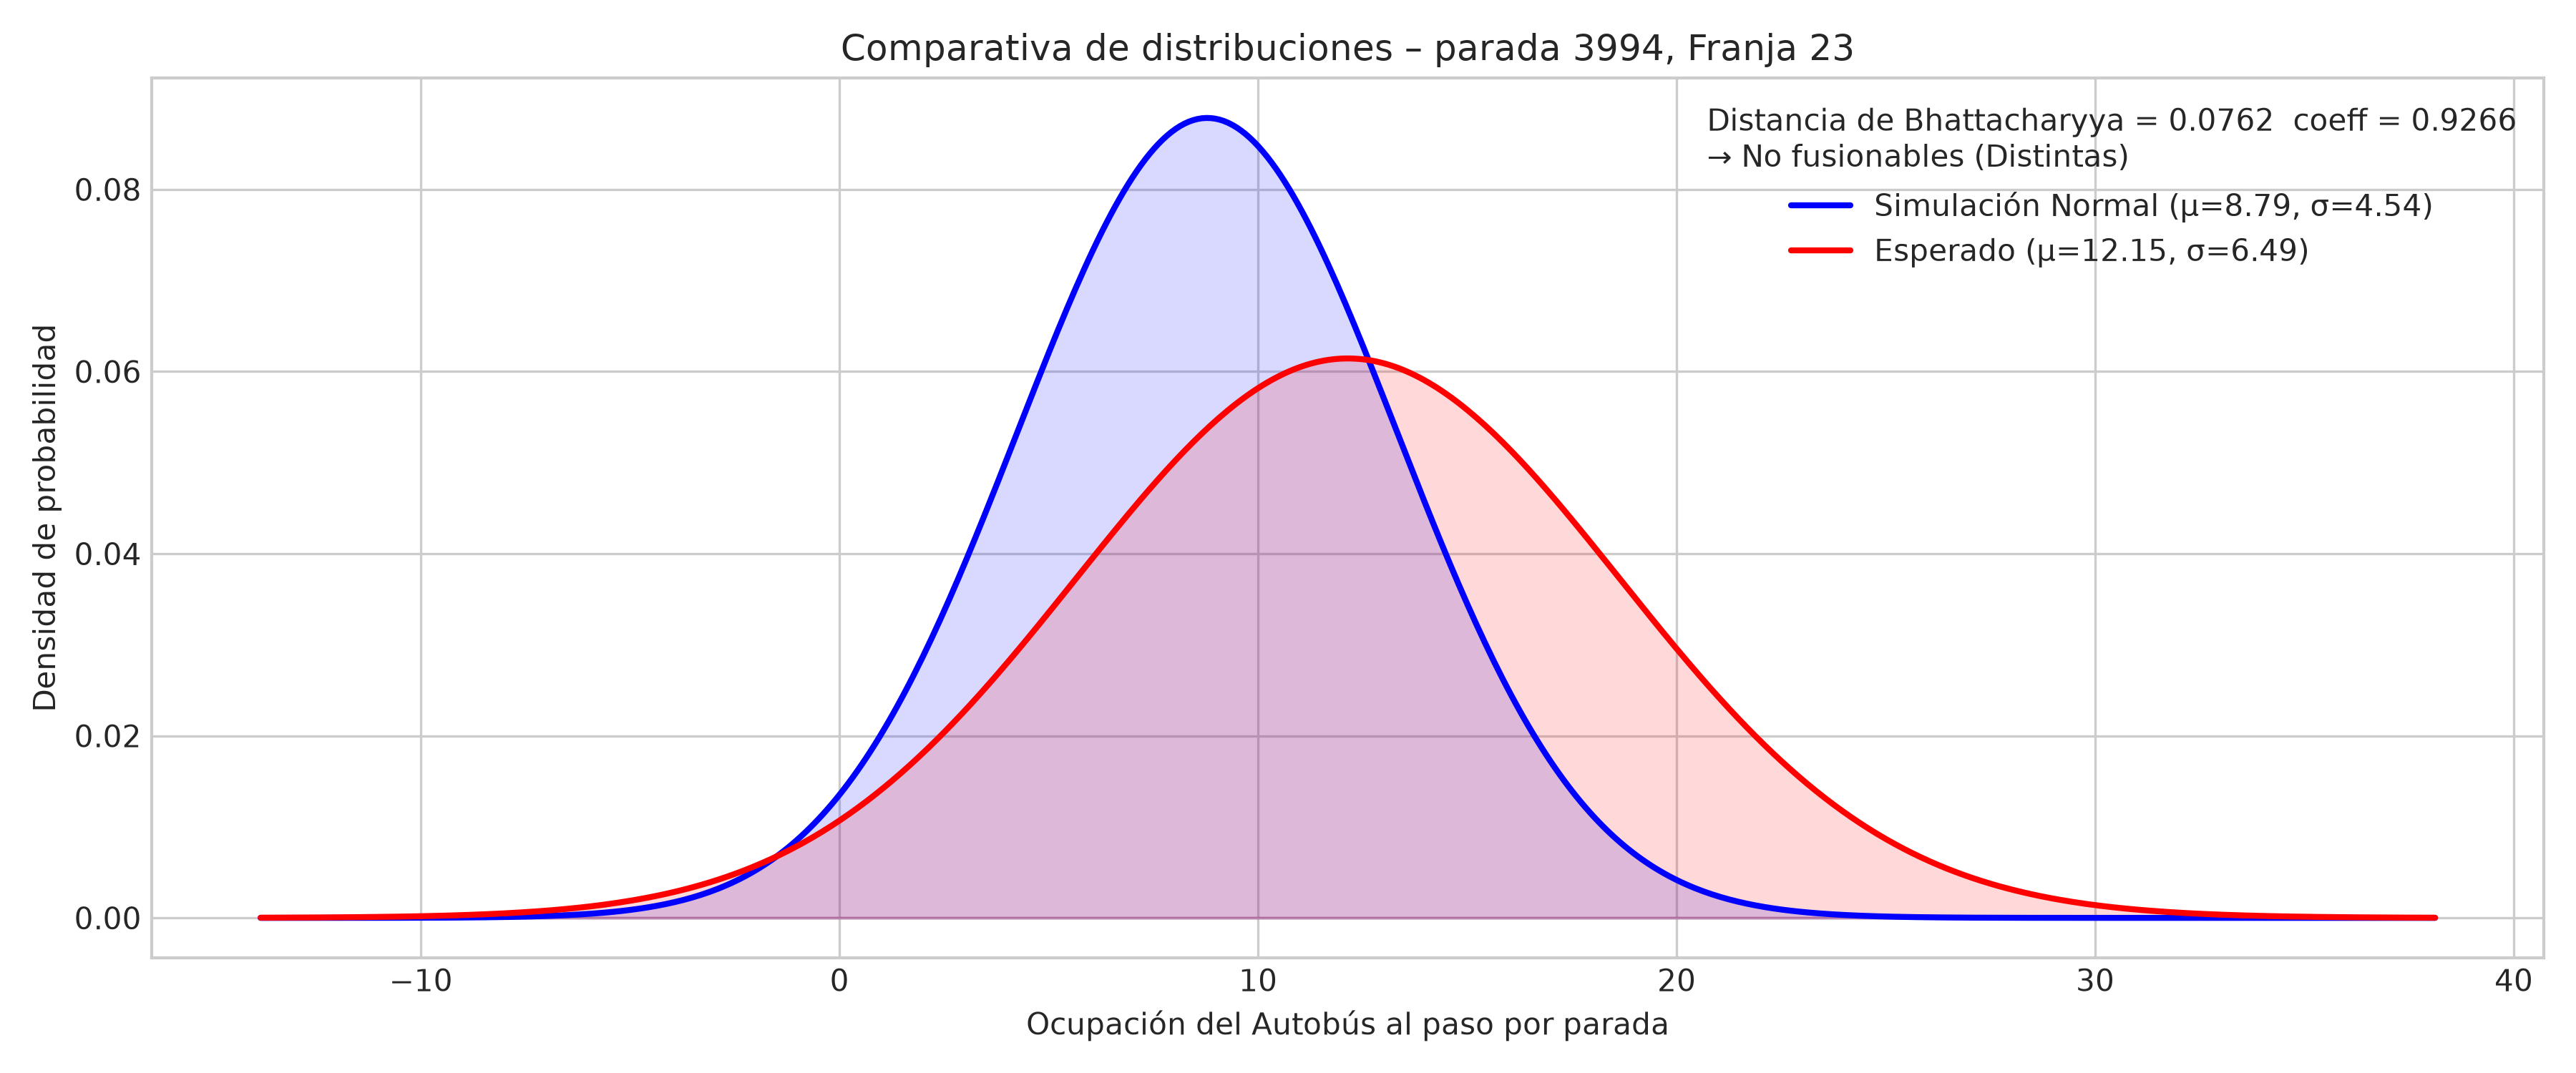 Comparativa de distribuciones – parada 3994, Franja 23
Distancia de Bhattacharyya = 0.0762  coeff = 0.9266
→ No fusionables (Distintas)
Simulación Normal (μ=8.79, σ=4.54)
Esperado (μ=12.15, σ=6.49)
Densidad de probabilidad
0.08
0.06
0.04
0.02
0.00
−10 0 10 20 30 40
Ocupación del Autobús al paso por parada